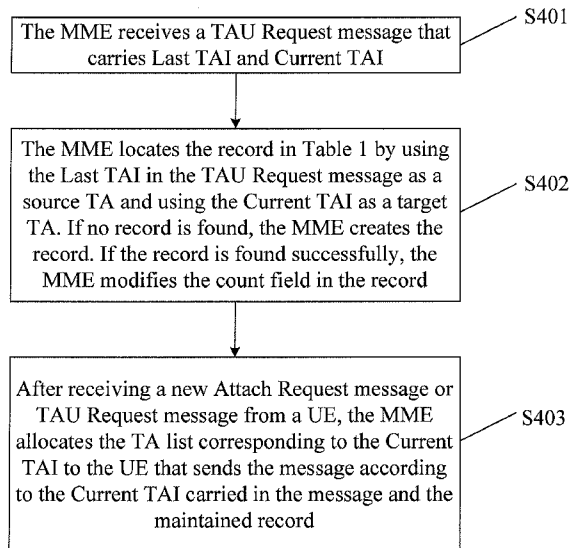 The MME receives a TAU Request message that
carries Last TAI and Current TAI
S401
The MME locates the record in Table 1 by using
the Last TAI in the TAU Request message as a
source TA and using the Current TAI as a target
TA. If no record is found, the MME creates the
record. If the record is found successfully, the
MME modifies the count field in the record
S402
After receiving a new Attach Request message or
TAU Request message from a UE, the MME
allocates the TA list corresponding to the Current
TAI to the UE that sends the message according
to the Current TAI carried in the message and the
maintained record
S403